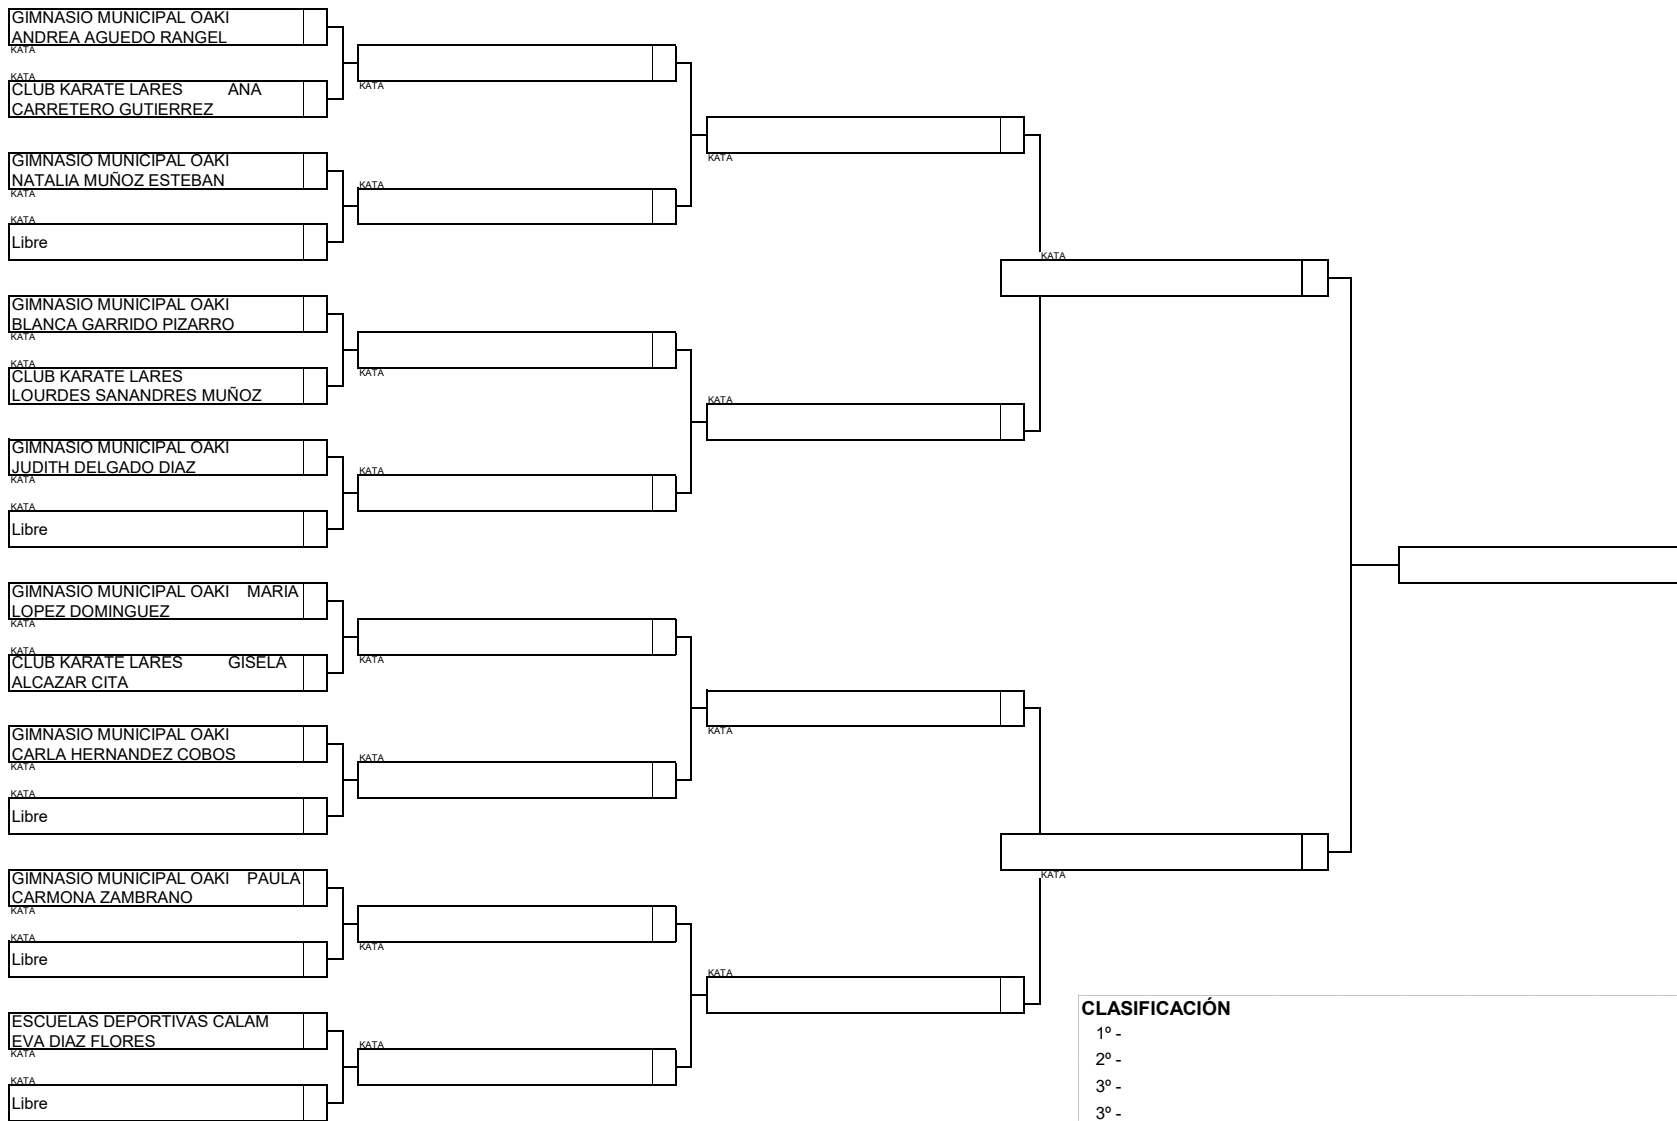 GIMNASIO MUNICIPAL OAKI
ANDREA AGUEDO RANGEL
KATA
KATA
CLUB KARATE LARES ANA
CARRETERO GUTIERREZ
GIMNASIO MUNICIPAL OAKI
NATALIA MUÑOZ ESTEBAN
KATA
KATA
Libre
GIMNASIO MUNICIPAL OAKI
BLANCA GARRIDO PIZARRO
KATA
KATA
CLUB KARATE LARES
LOURDES SANANDRES MUÑOZ
GIMNASIO MUNICIPAL OAKI
JUDITH DELGADO DIAZ
KATA
KATA
Libre
GIMNASIO MUNICIPAL OAKI MARIA
LOPEZ DOMINGUEZ
KATA
KATA
CLUB KARATE LARES GISELA
ALCAZAR CITA
GIMNASIO MUNICIPAL OAKI
CARLA HERNANDEZ COBOS
KATA
KATA
Libre
GIMNASIO MUNICIPAL OAKI PAULA
CARMONA ZAMBRANO
KATA
KATA
Libre
ESCUELAS DEPORTIVAS CALAM
EVA DIAZ FLORES
KATA
KATA
Libre
KATA
KATA
KATA
KATA
KATA
KATA
KATA
KATA
KATA
KATA
KATA
KATA
KATA
KATA
CLASIFICACIÓN
1º -
2º -
3º -
3º -